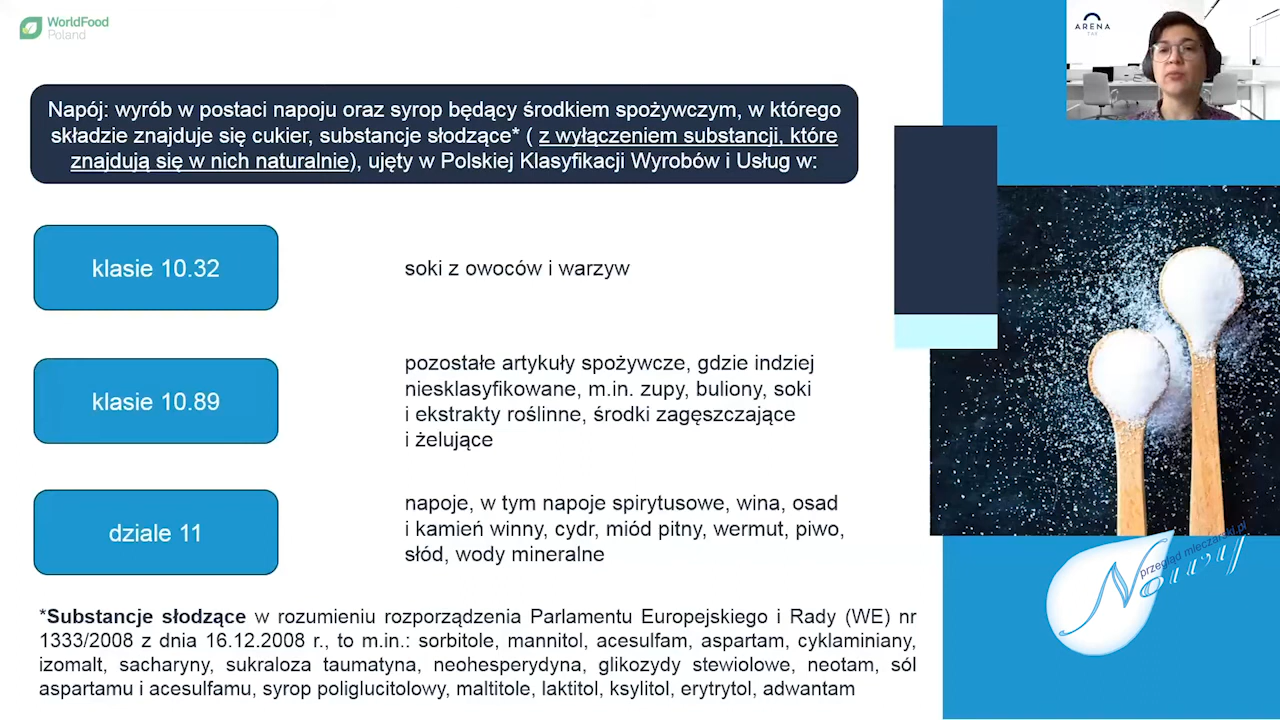 WorldFood
Poland
ARENA
TAX
Napój: wyrób w postaci napoju oraz syrop będący środkiem spożywczym, w którego
składzie znajduje się cukier, substancje słodzące* ( z wyłączeniem substancji, które
znajdują się w nich naturalnie), ujęty w Polskiej Klasyfikacji Wyrobów i Usług w:
klasie 10.32
soki z owoców i warzyw
klasie 10.89
pozostałe artykuły spożywcze, gdzie indziej
niesklasyfikowane, m.in. zupy, buliony, soki
i ekstrakty roślinne, środki zagęszczające
i żelujące
dziale 11
napoje, w tym napoje spirytusowe, wina, osad
i kamień winny, cydr, miód pitny, wermut, piwo,
słód, wody mineralne
przegląd mleczarski.pl
Nowy
*Substancje słodzące w rozumieniu rozporządzenia Parlamentu Europejskiego i Rady (WE) nr
1333/2008 z dnia 16.12.2008 r., to m.in.: sorbitole, mannitol, acesulfam, aspartam, cyklaminiany,
izomalt, sacharyny, sukraloza taumatyna, neohesperydyna, glikozydy stewiolowe, neotam, sól
aspartamu i acesulfamu, syrop poliglucitolowy, maltitole, laktitol, ksylitol, erytrytol, adwantam